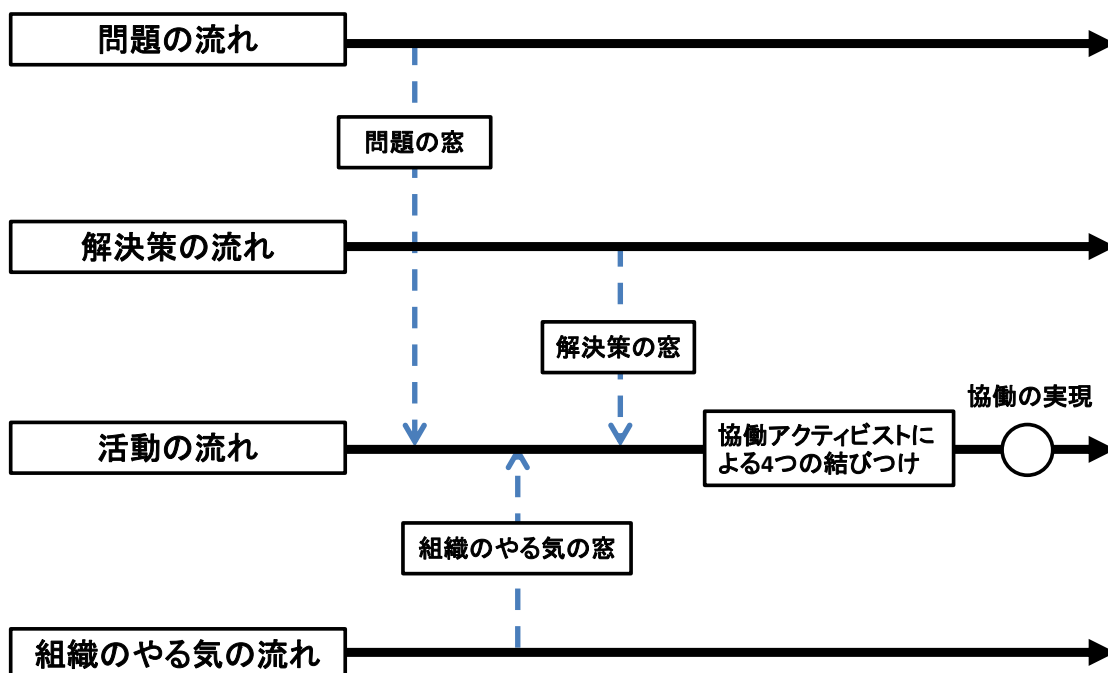 問題の流れ
問題の窓
解決策の流れ
解決策の窓
協働の実現
活動の流れ
協働アクティビストに
よる4つの結びつけ
組織のやる気の窓
組織のやる気の流れ